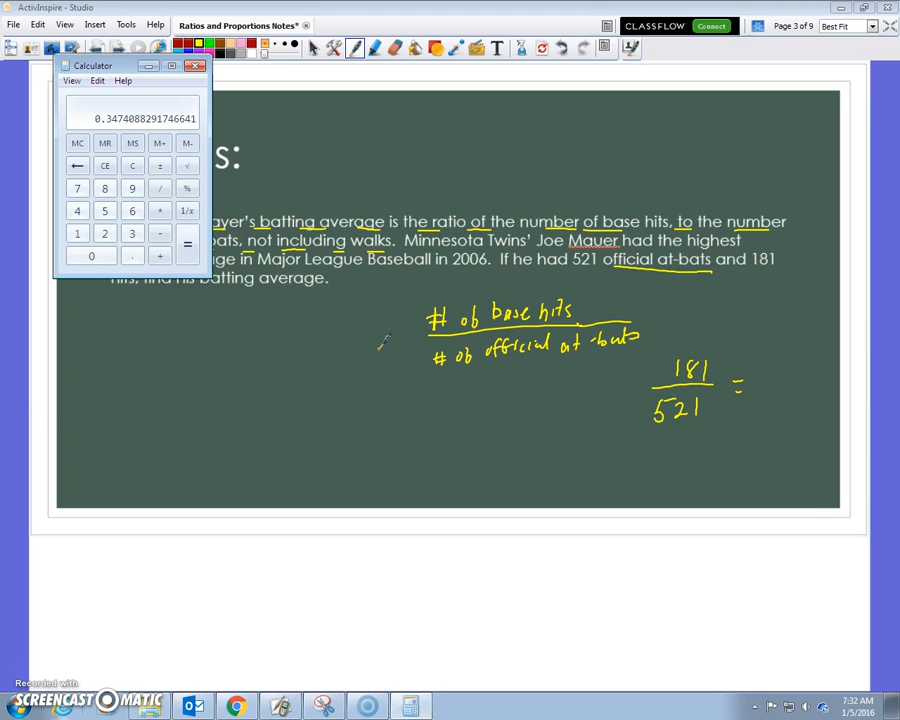 ActivInspire - Studio
File Edit View Insert Tools Help
Ratios and Proportions Notes*
CLASSFLOW Connect
Page 3 of 9
Best Fit
Calculator
View Edit Help
0.3474088291746641
MC MR MS M+ M-
← CE C ± √
7 8 9 / %
4 5 6 * 1/x
1 2 3 - =
0 . +
s:
ayer's batting average is the ratio of the number of base hits, to the number
ats, not including walks. Minnesota Twins' Joe Mauer had the highest
ge in Major League Baseball in 2006. If he had 521 official at-bats and 181
hits, find his batting average.
# of base hits
# of official at-bats
181
521 =
Recorded with
SCREENCAST MATIC
7:32 AM
1/5/2016